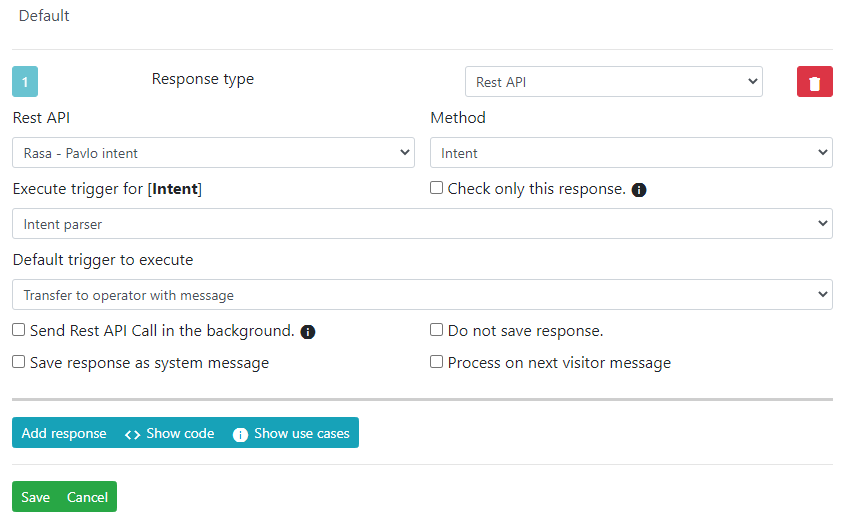 Default
1 Response type Rest API
Rest API Method
Rasa - Pavlo intent Intent
Execute trigger for [Intent] Check only this response.
Intent parser
Default trigger to execute
Transfer to operator with message
Send Rest API Call in the background. Do not save response.
Save response as system message Process on next visitor message
Add response <> Show code Show use cases
Save Cancel